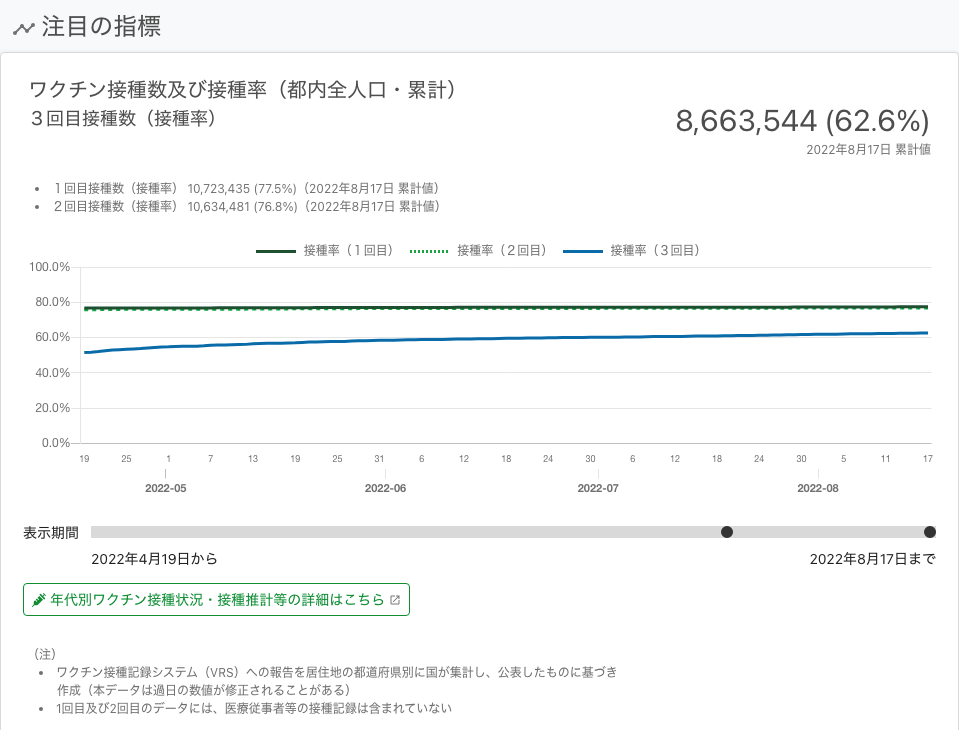 注目の指標
ワクチン接種数及び接種率（都内全人口・累計）
３回目接種数（接種率）
8,663,544 (62.6%)
2022年8月17日 累計値
• １回目接種数（接種率） 10,723,435 (77.5%)（2022年8月17日 累計値）
• ２回目接種数（接種率） 10,634,481 (76.8%)（2022年8月17日 累計値）
接種率（１回目） 接種率（２回目） 接種率（３回目）
100.0%
80.0%
60.0%
40.0%
20.0%
0.0%
19 25 1 7 13 19 25 31 6 12 18 24 30 6 12 18 24 30 5 11 17
2022-05 2022-06 2022-07 2022-08
表示期間
2022年4月19日から 2022年8月17日まで
年代別ワクチン接種状況・接種推計等の詳細はこちら
（注）
• ワクチン接種記録システム（VRS）への報告を居住地の都道府県別に国が集計し、公表したものに基づき
作成（本データは過日の数値が修正されることがある）
• 1回目及び2回目のデータには、医療従事者等の接種記録は含まれていない